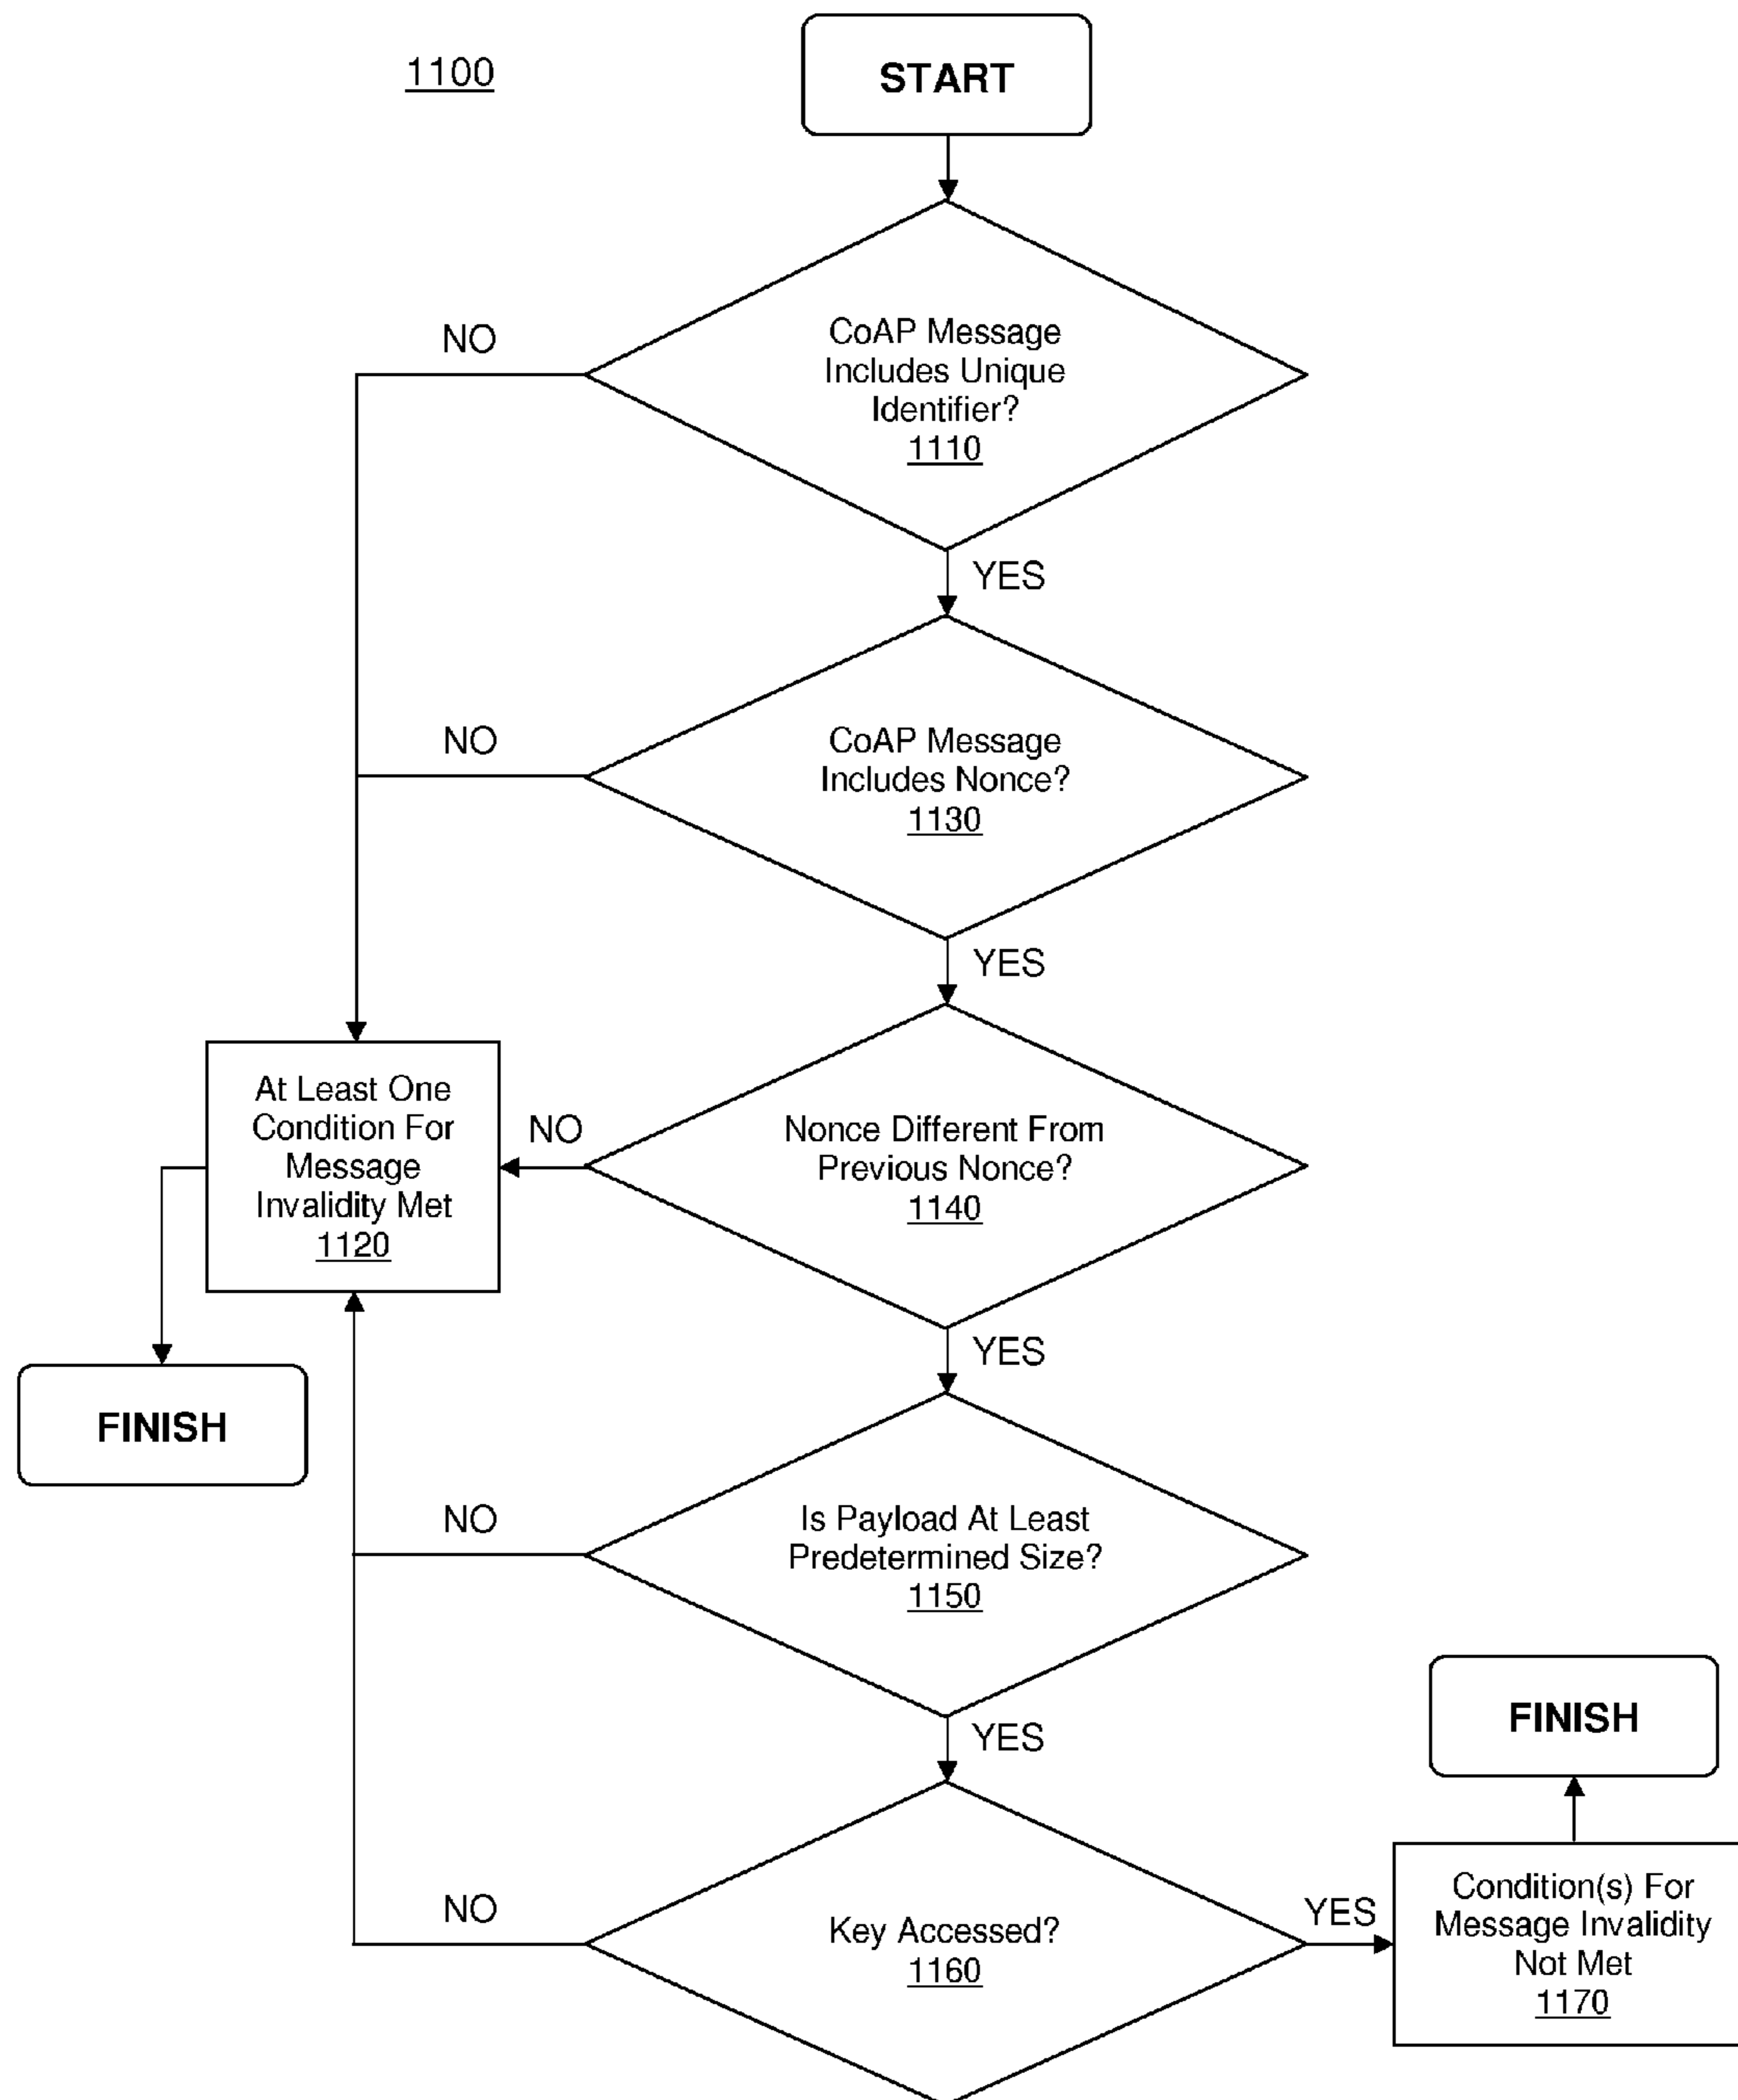 1100
START
CoAP Message
Includes Unique
Identifier?
1110
NO
YES
CoAP Message
Includes Nonce?
1130
NO
YES
Nonce Different From
Previous Nonce?
1140
NO
At Least One
Condition For
Message
Invalidity Met
1120
FINISH
YES
Is Payload At Least
Predetermined Size?
1150
NO
YES
Key Accessed?
1160
NO
YES
Condition(s) For
Message Invalidity
Not Met
1170
FINISH